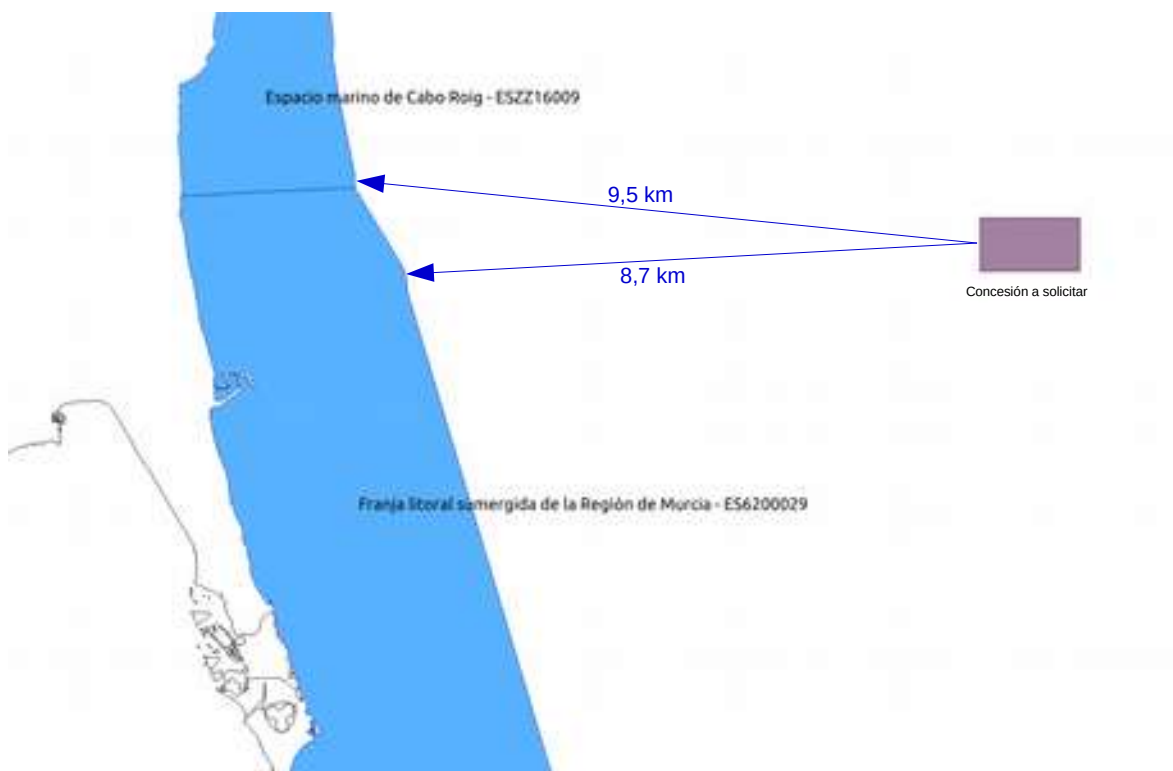 Espacio marino de Cabo Roig - ESZZ16009
9,5 km
8,7 km
Concesión a solicitar
Franja litoral sumergida de la Región de Murcia - ES6200029